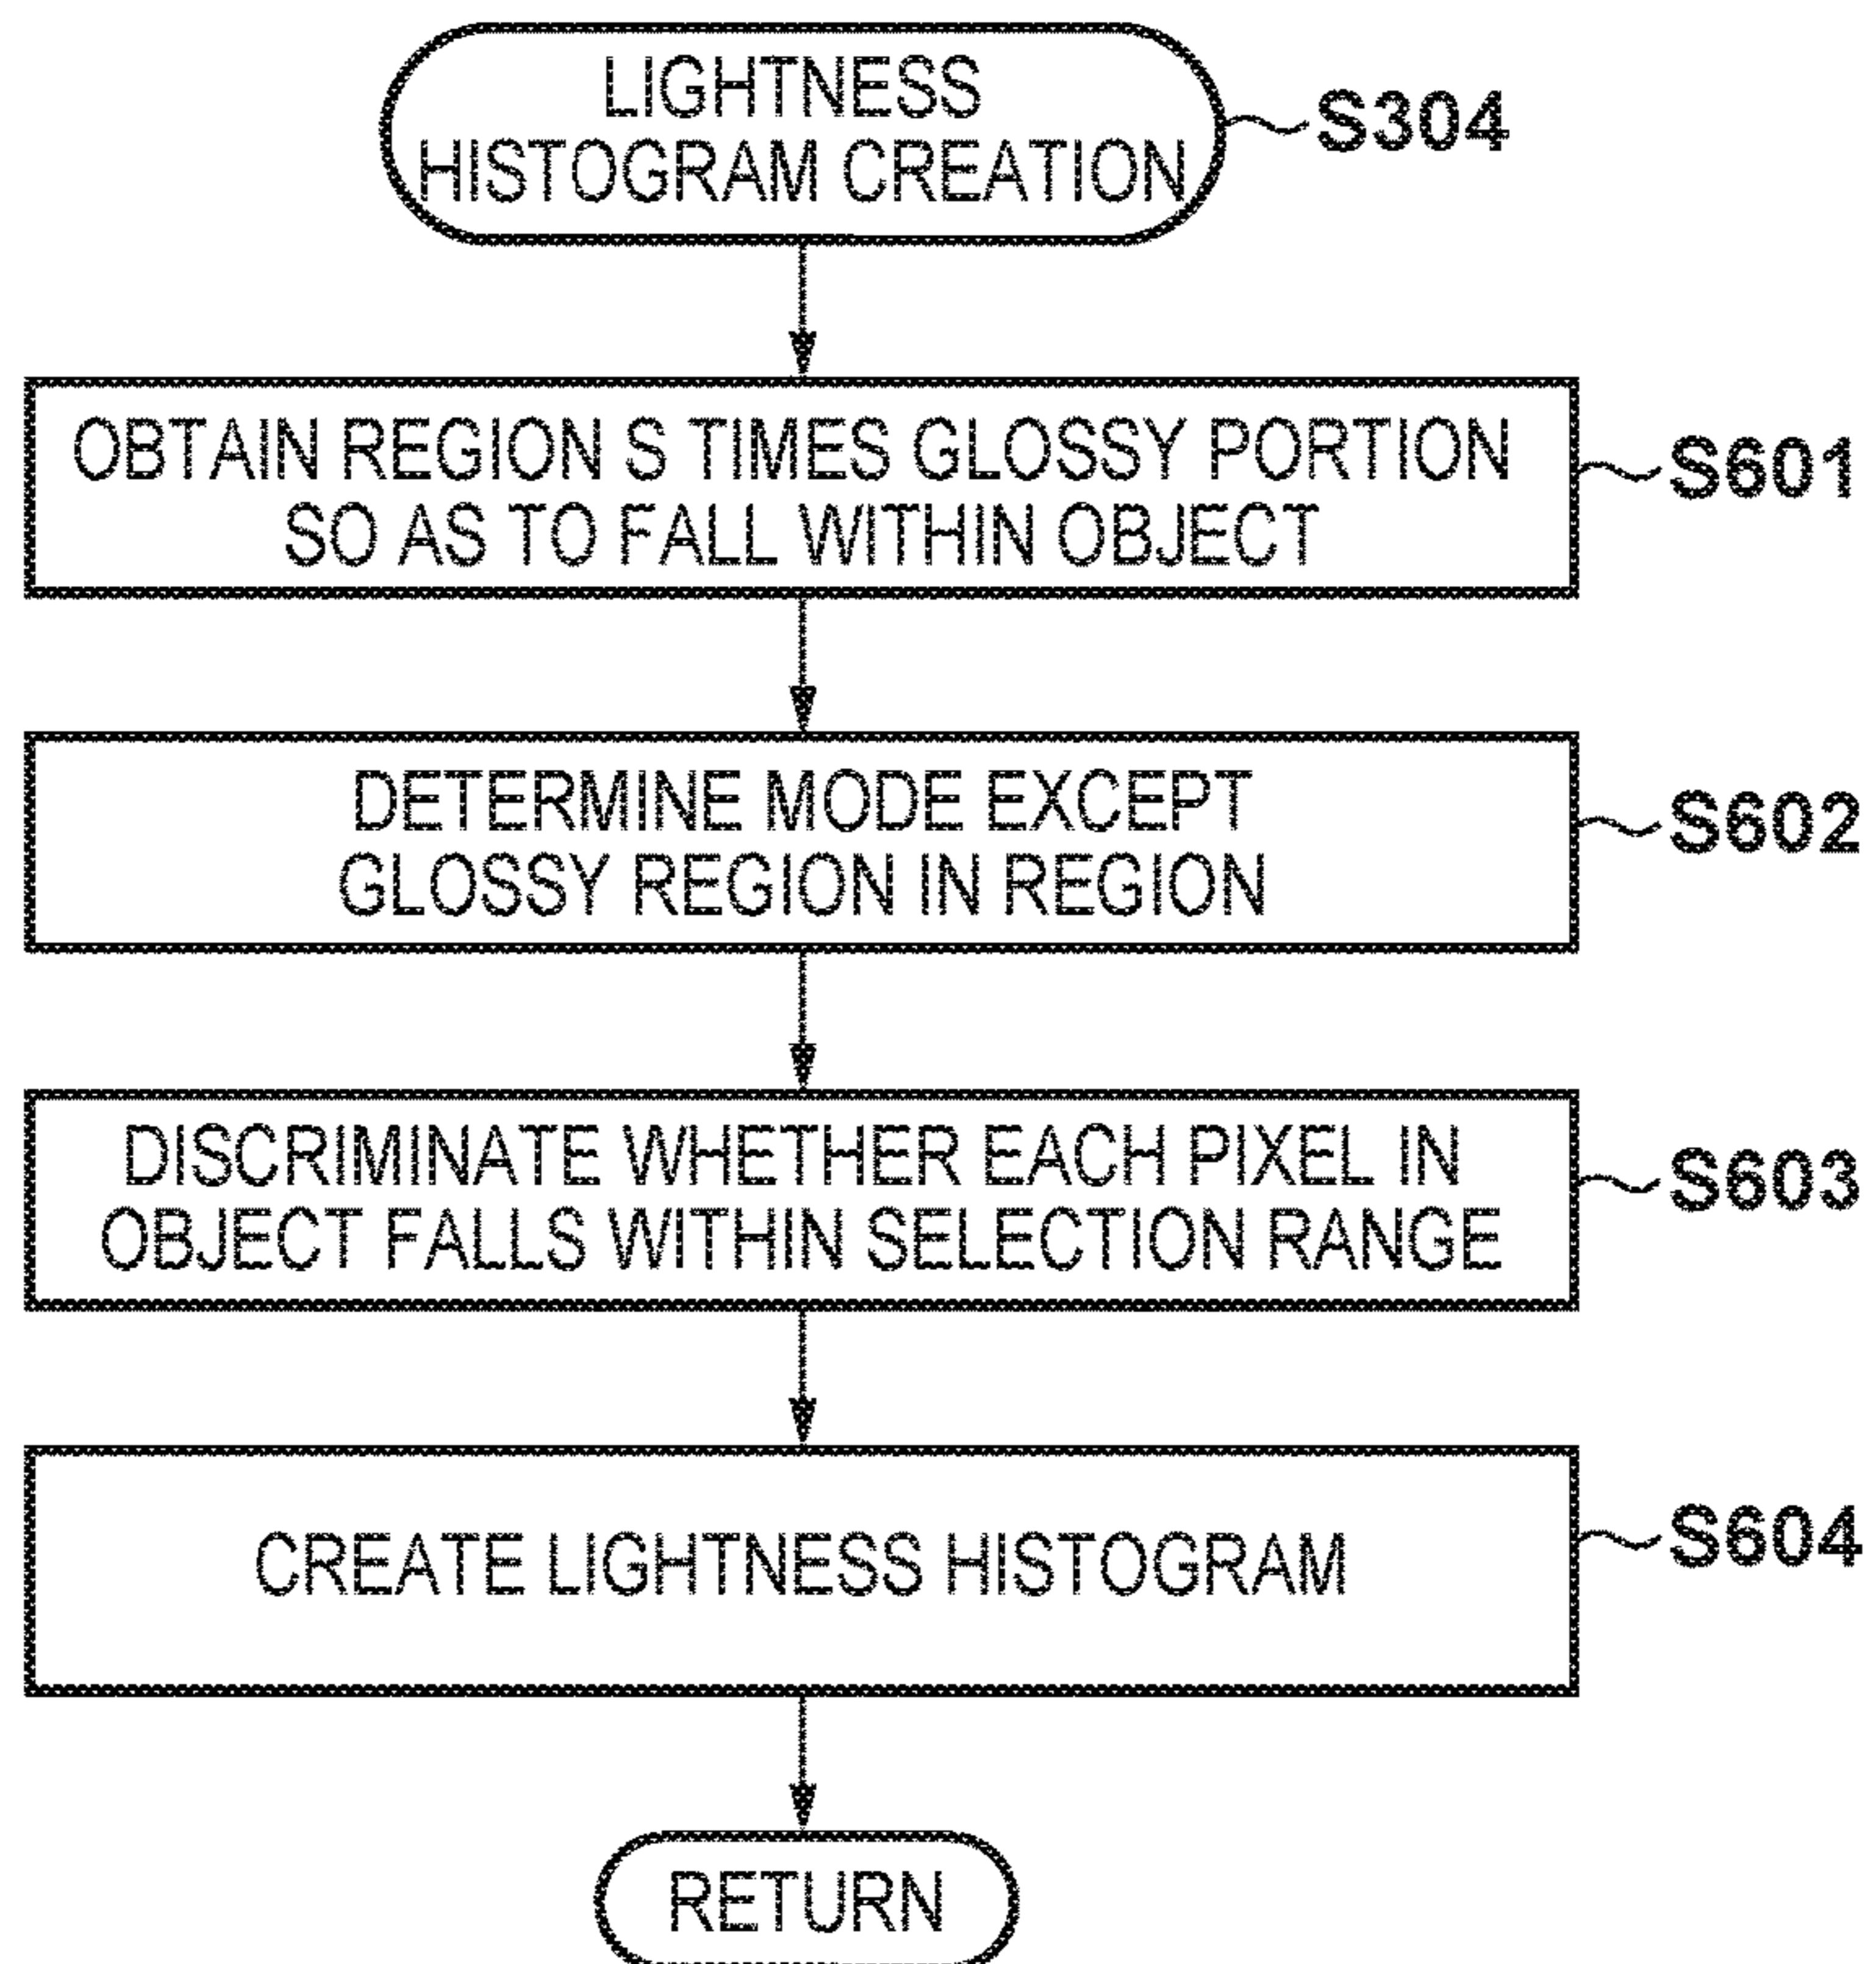 LIGHTNESS
HISTOGRAM CREATION
S304
OBTAIN REGION S TIMES GLOSSY PORTION
SO AS TO FALL WITHIN OBJECT
S601
DETERMINE MODE EXCEPT
GLOSSY REGION IN REGION
S602
DISCRIMINATE WHETHER EACH PIXEL IN
OBJECT FALLS WITHIN SELECTION RANGE
S603
CREATE LIGHTNESS HISTOGRAM
S604
RETURN